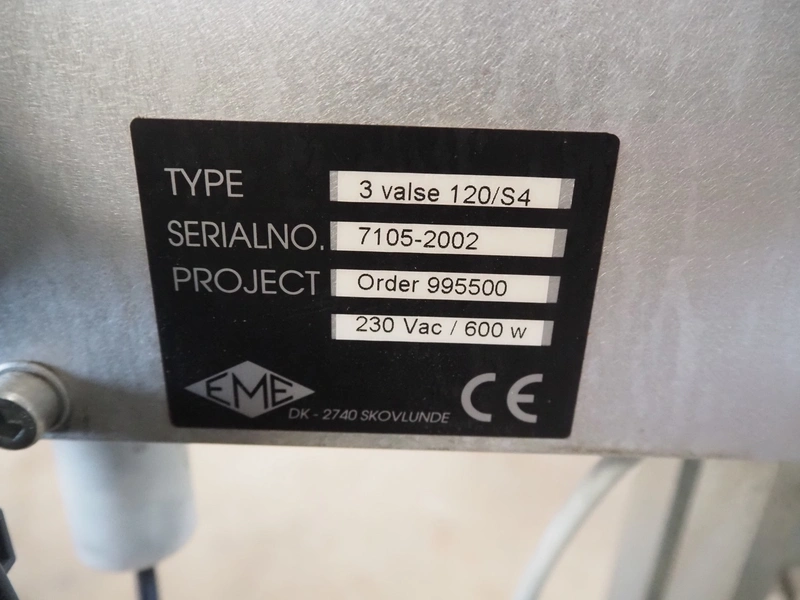 TYPE 3 valse 120/S4
SERIALNO. 7105-2002
PROJECT Order 995500
230 Vac / 600 w
EME
DK - 2740 SKOVLUNDE
CE